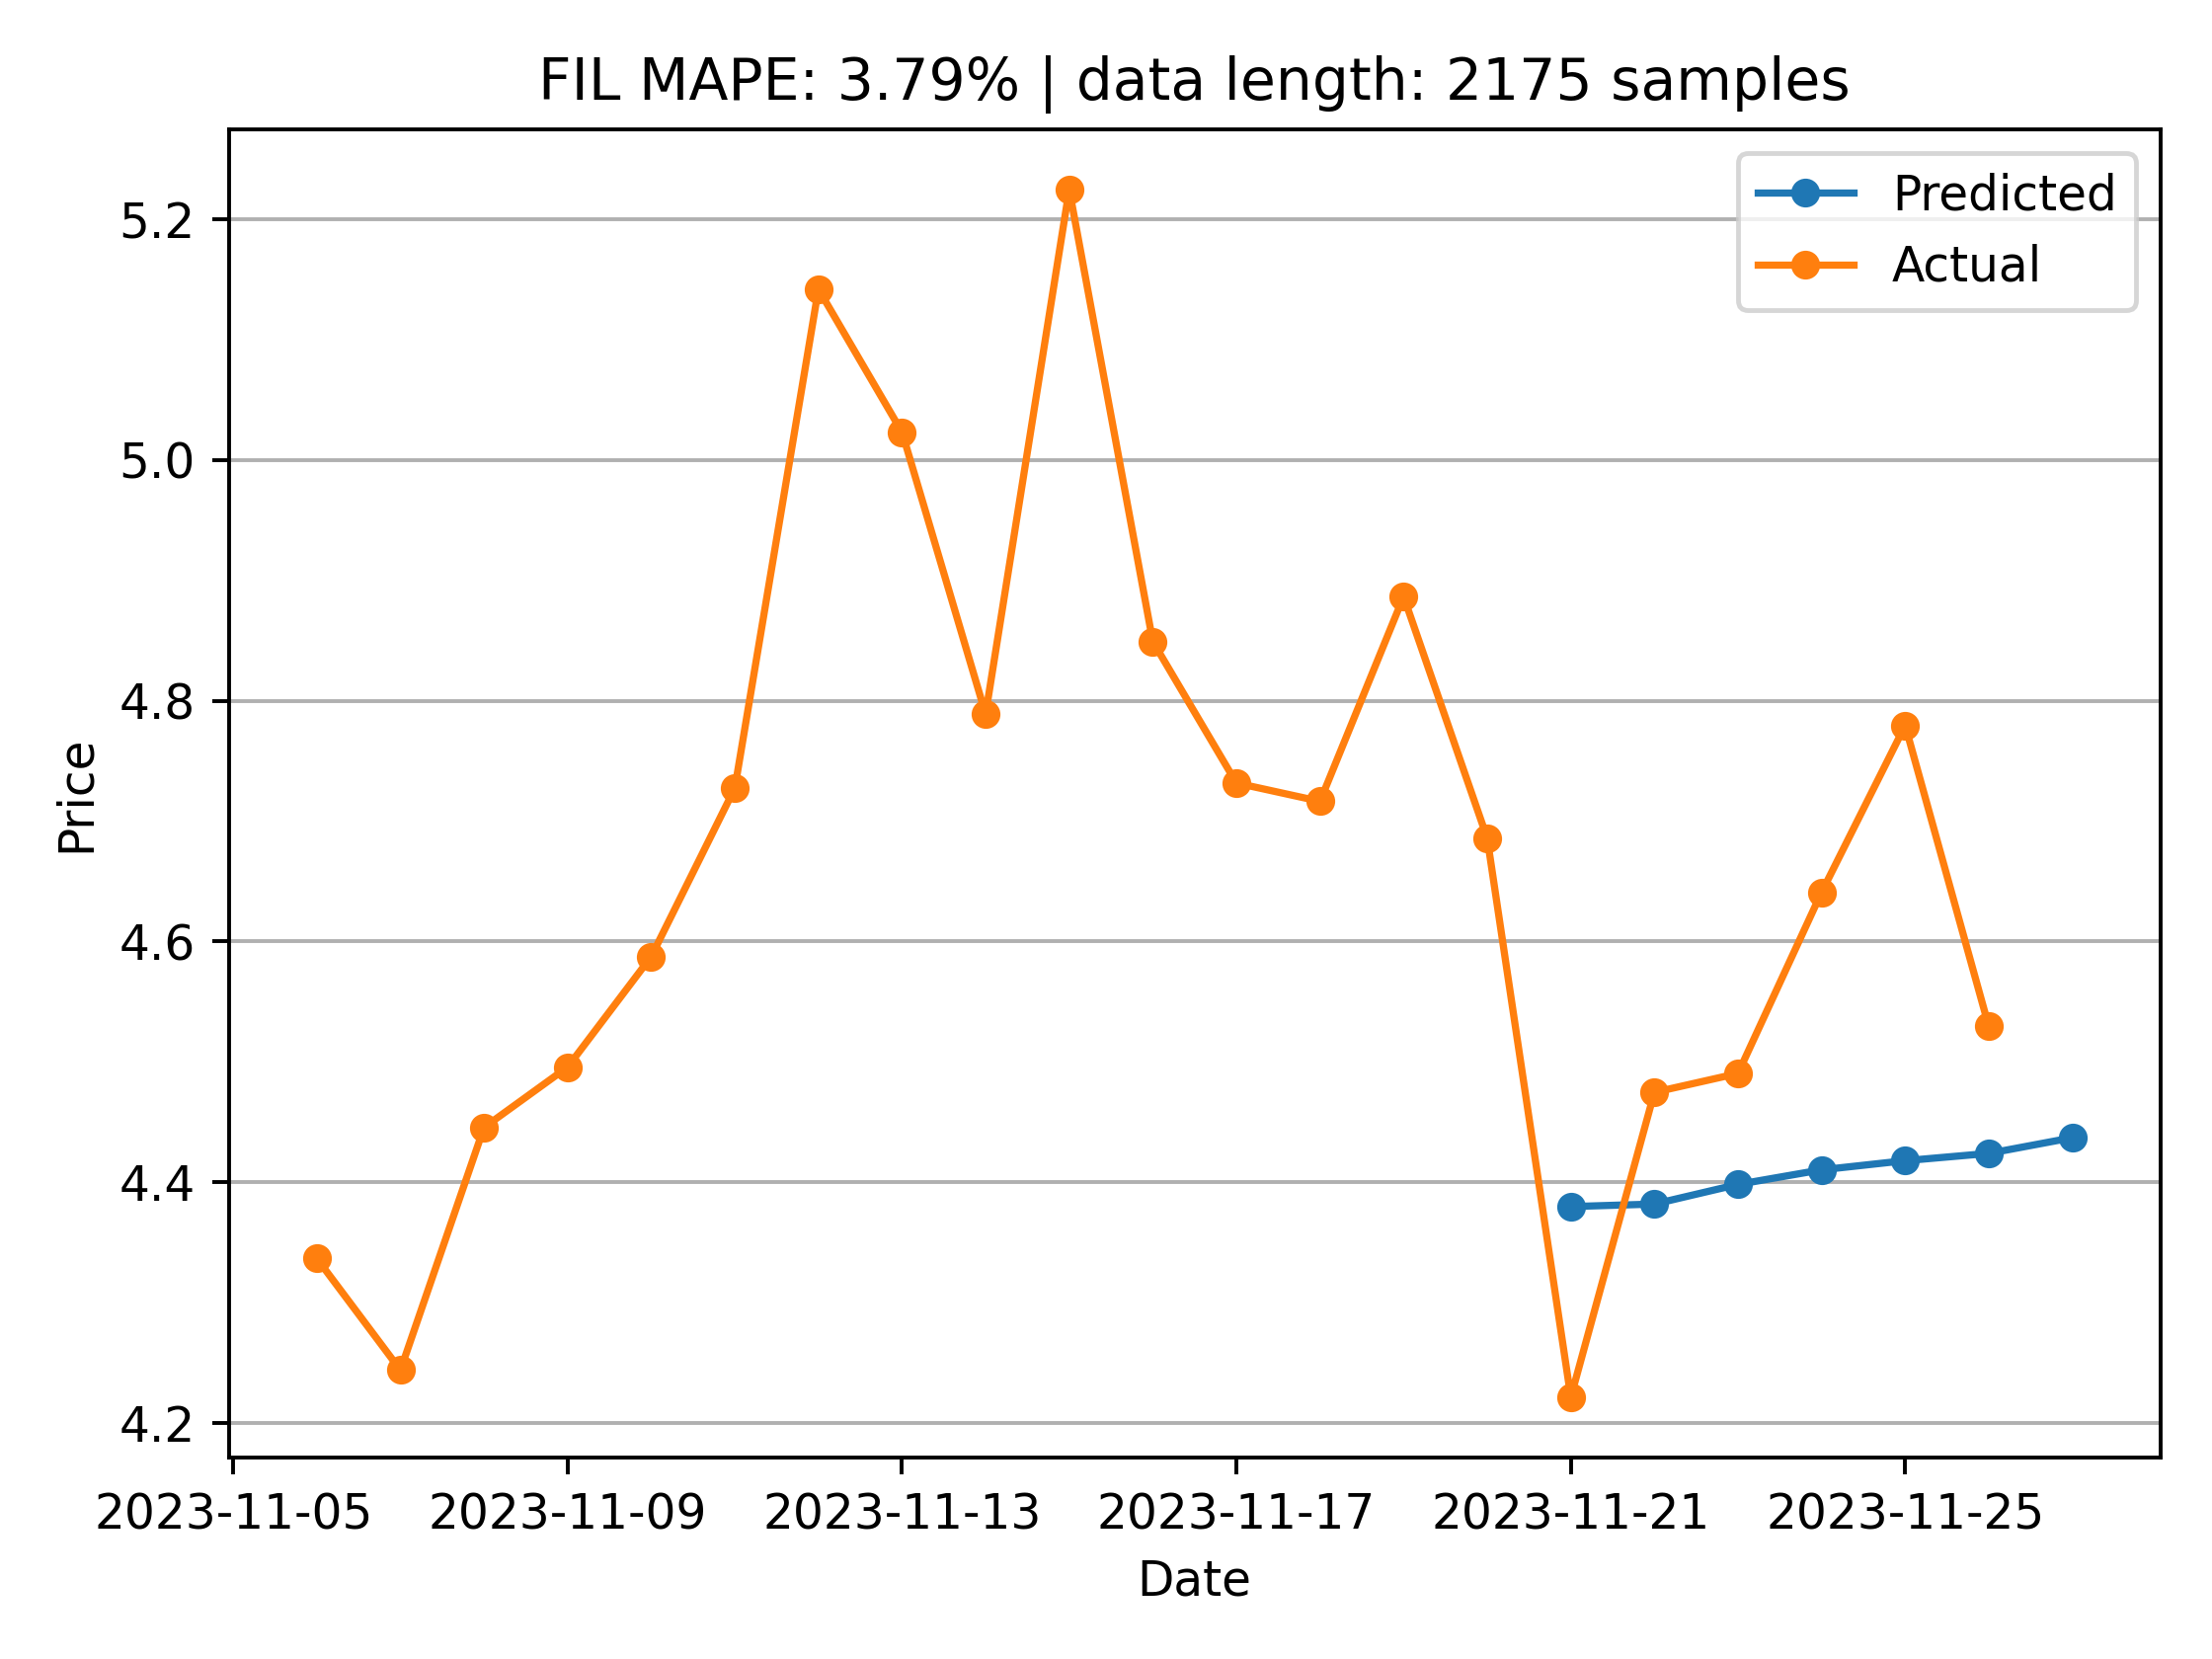 FIL MAPE: 3.79% | data length: 2175 samples
Predicted
Actual
5.2
5.0
4.8
4.6
4.4
4.2
Price
2023-11-05 2023-11-09 2023-11-13 2023-11-17 2023-11-21 2023-11-25
Date